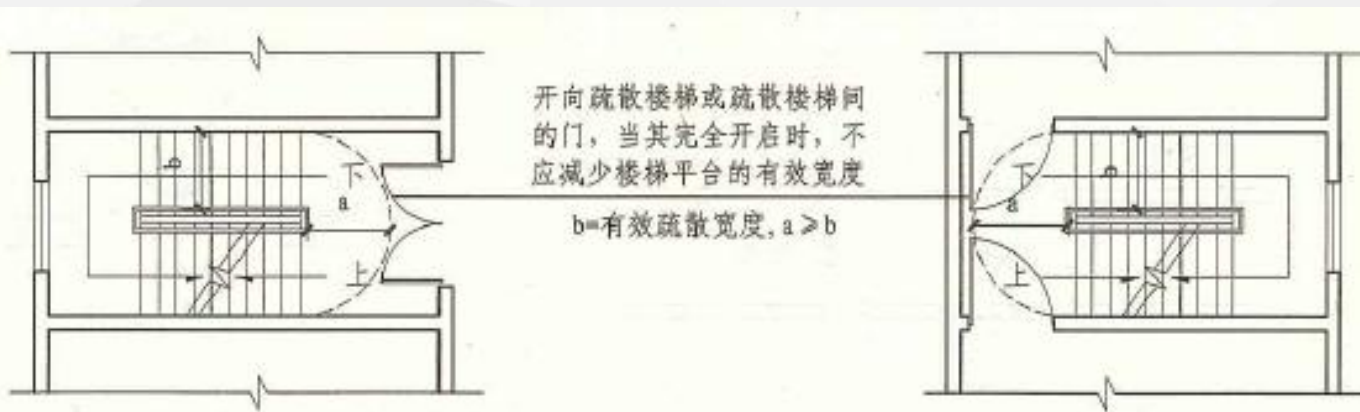 开向疏散楼梯或疏散楼梯间
的门，当其完全开启时，不
应减少楼梯平台的有效宽度
b=有效疏散宽度, a≥b
b
下
a
上
b
下
a
上